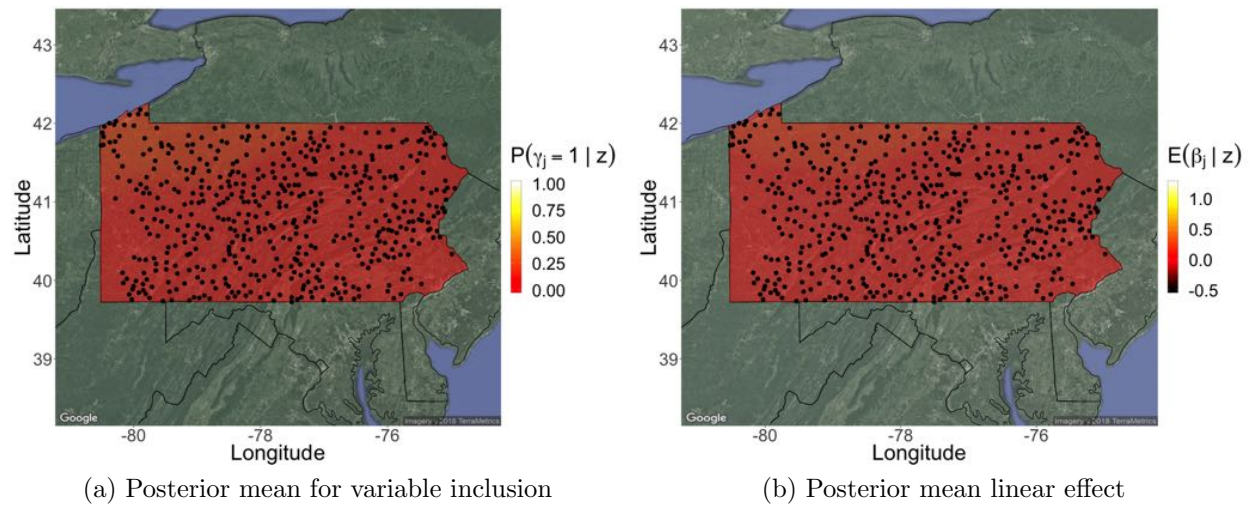 43
42
41
40
39
Latitude
-80
-78
-76
Longitude
P(γj = 1 | z)
1.00
0.75
0.50
0.25
0.00
Google
Imagery ©2018 TerraMetrics
(a) Posterior mean for variable inclusion
43
42
41
40
39
Latitude
-80
-78
-76
Longitude
E(βj | z)
1.0
0.5
0.0
-0.5
Google
Imagery ©2018 TerraMetrics
(b) Posterior mean linear effect